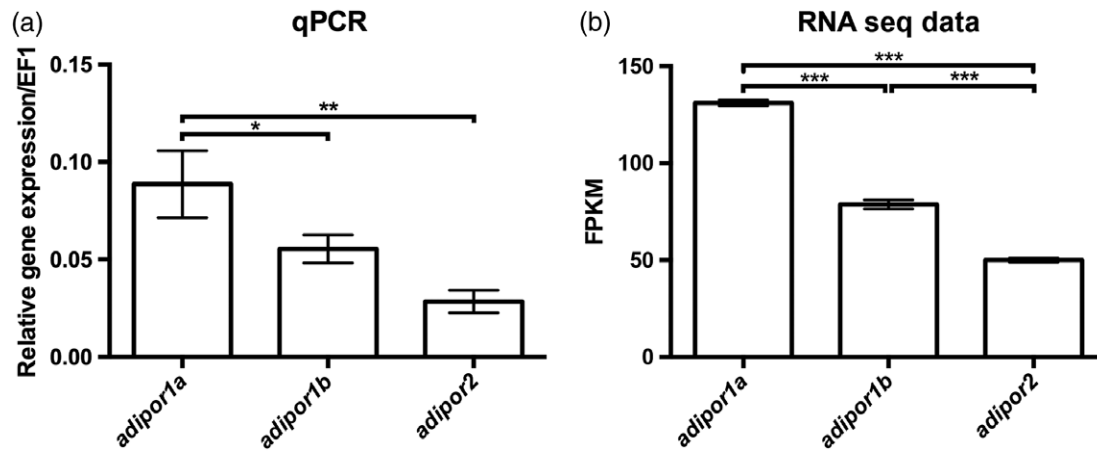 (a)
qPCR
Relative gene expression/EF1
0.15
0.10
0.05
0.00
**
*
adipor1a
adipor1b
adipor2
(b)
RNA seq data
FPKM
150
100
50
0
***
***
***
adipor1a
adipor1b
adipor2